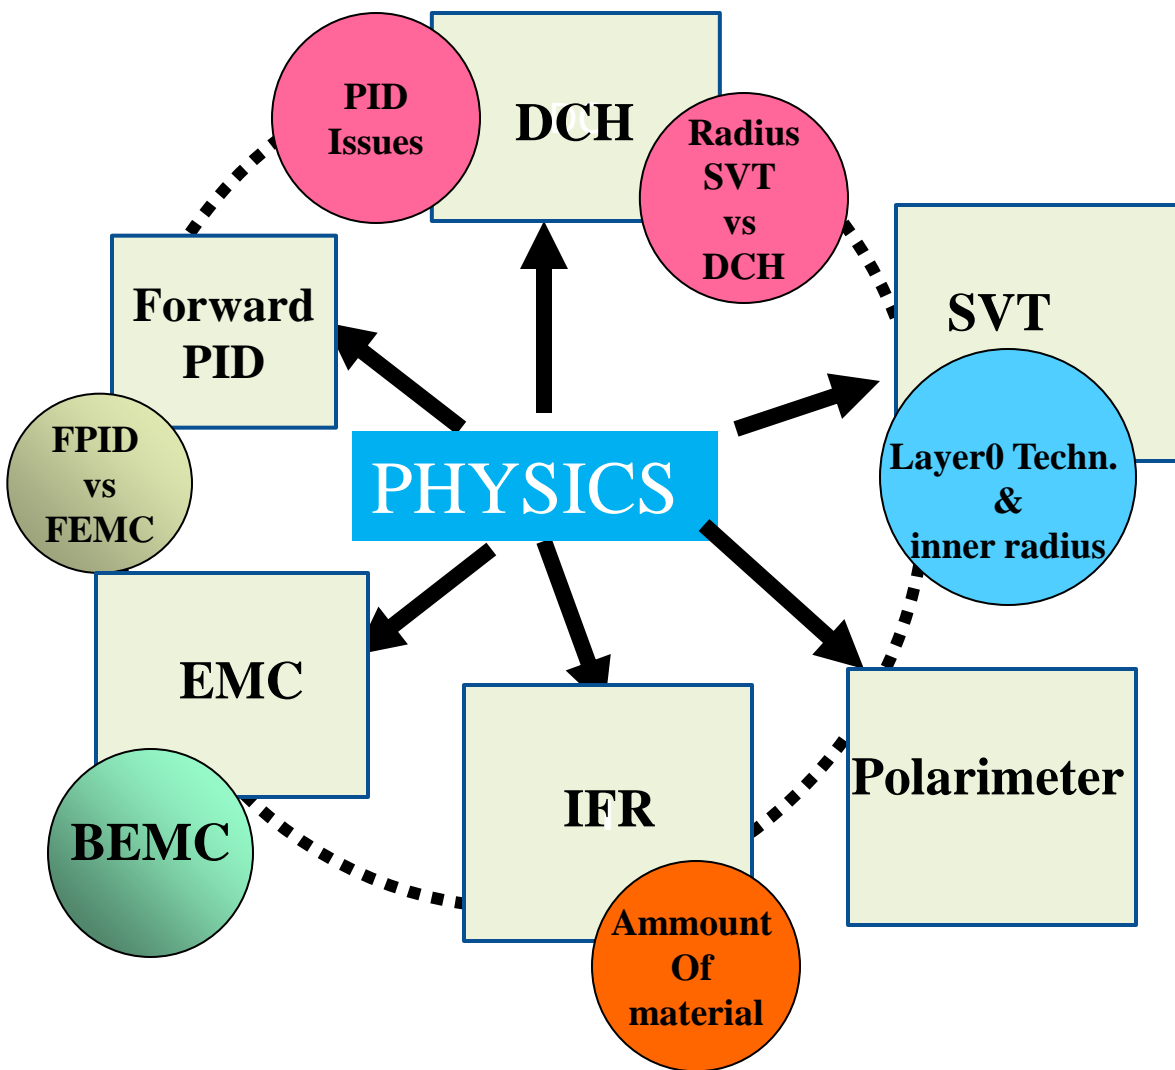 PID
Issues
DCH
Radius
SVT
vs
DCH
SVT
Forward
PID
Layer0 Techn.
&
inner radius
FPID
vs
FEMC
PHYSICS
EMC
Polarimeter
IFR
BEMC
Ammount
Of
material